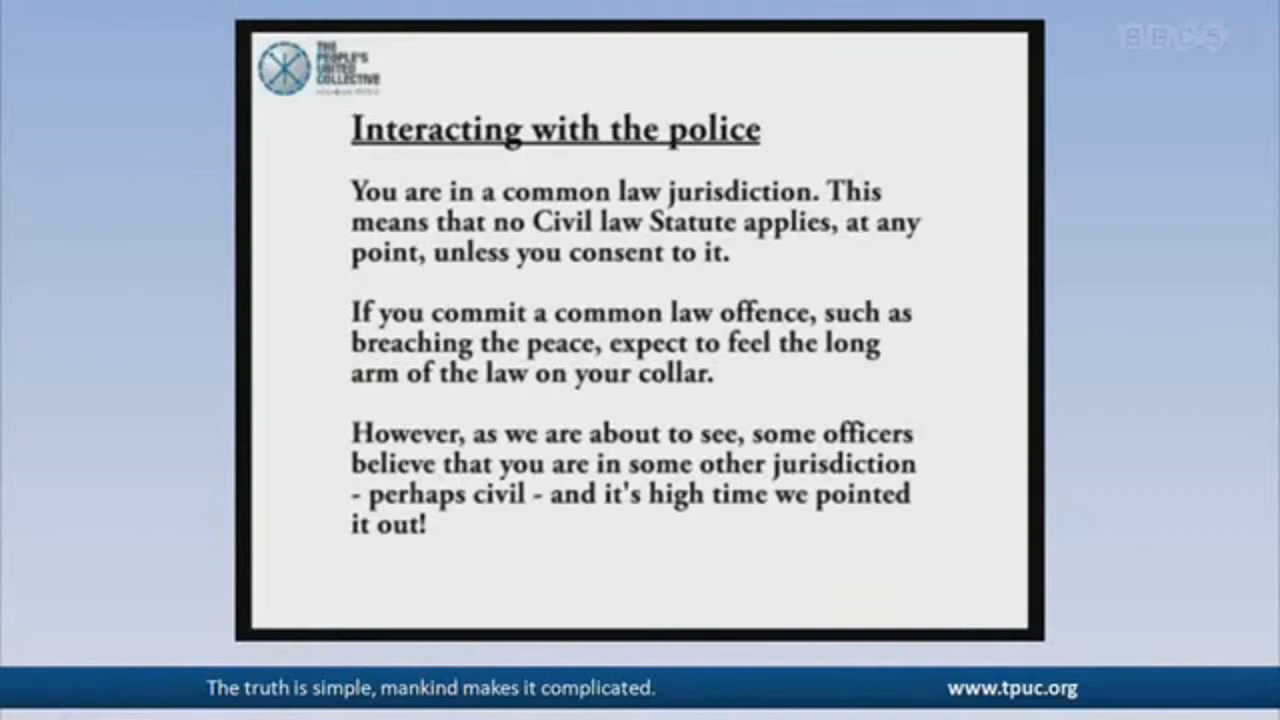 BBC5
THE
PEOPLE'S
UNITED
COLLECTIVE
Interacting with the police
You are in a common law jurisdiction. This
means that no Civil law Statute applies, at any
point, unless you consent to it.
If you commit a common law offence, such as
breaching the peace, expect to feel the long
arm of the law on your collar.
However, as we are about to see, some officers
believe that you are in some other jurisdiction
- perhaps civil - and it's high time we pointed
it out!
The truth is simple, mankind makes it complicated.
www.tpuc.org